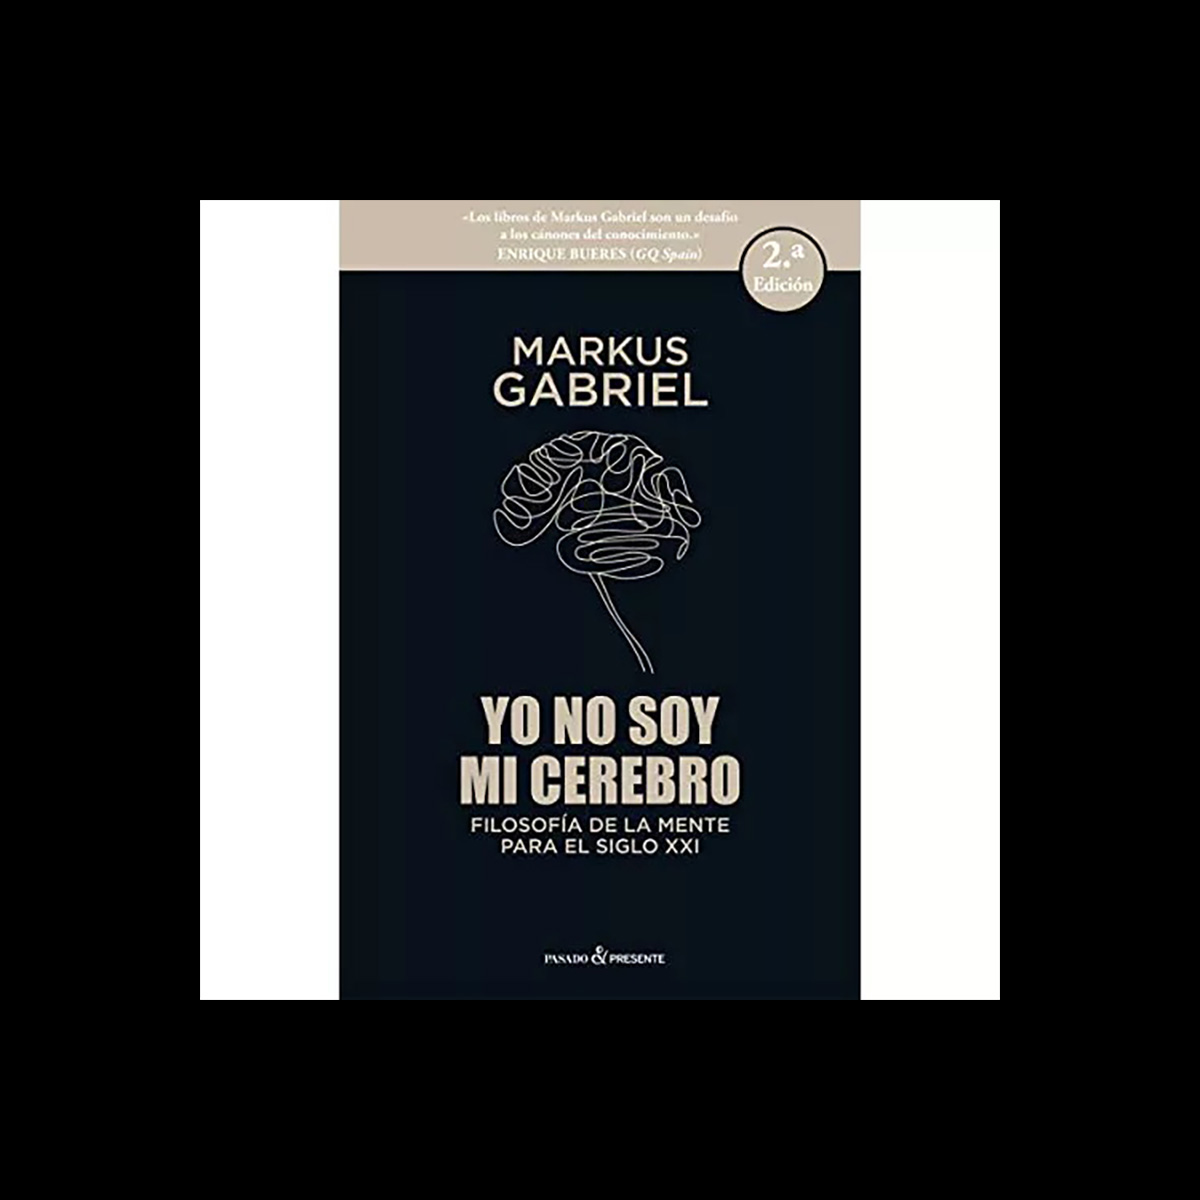 «Los libros de Markus Gabriel son un desafío
a los cánones del conocimiento.»
ENRIQUE BUERES (GQ Spain)
2.ª
Edición
MARKUS
GABRIEL
YO NO SOY
MI CEREBRO
FILOSOFÍA DE LA MENTE
PARA EL SIGLO XXI
PASADO & PRESENTE